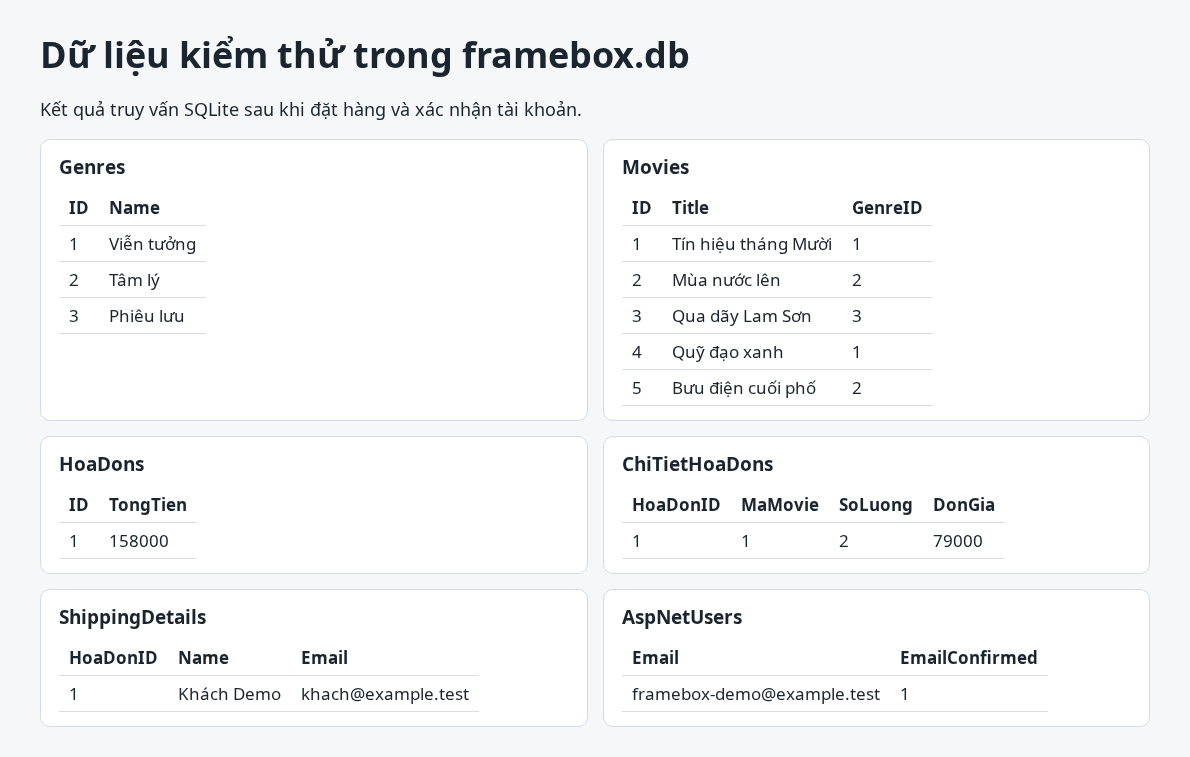 Dữ liệu kiểm thử trong framebox.db
Kết quả truy vấn SQLite sau khi đặt hàng và xác nhận tài khoản.
Genres
ID Name
1 Viễn tưởng
2 Tâm lý
3 Phiêu lưu
Movies
ID Title GenreID
1 Tín hiệu tháng Mười 1
2 Mùa nước lên 2
3 Qua dãy Lam Sơn 3
4 Quỹ đạo xanh 1
5 Bưu điện cuối phố 2
HoaDons
ID TongTien
1 158000
ChiTietHoaDons
HoaDonID MaMovie SoLuong DonGia
1 1 2 79000
ShippingDetails
HoaDonID Name Email
1 Khách Demo khach@example.test
AspNetUsers
Email EmailConfirmed
framebox-demo@example.test 1